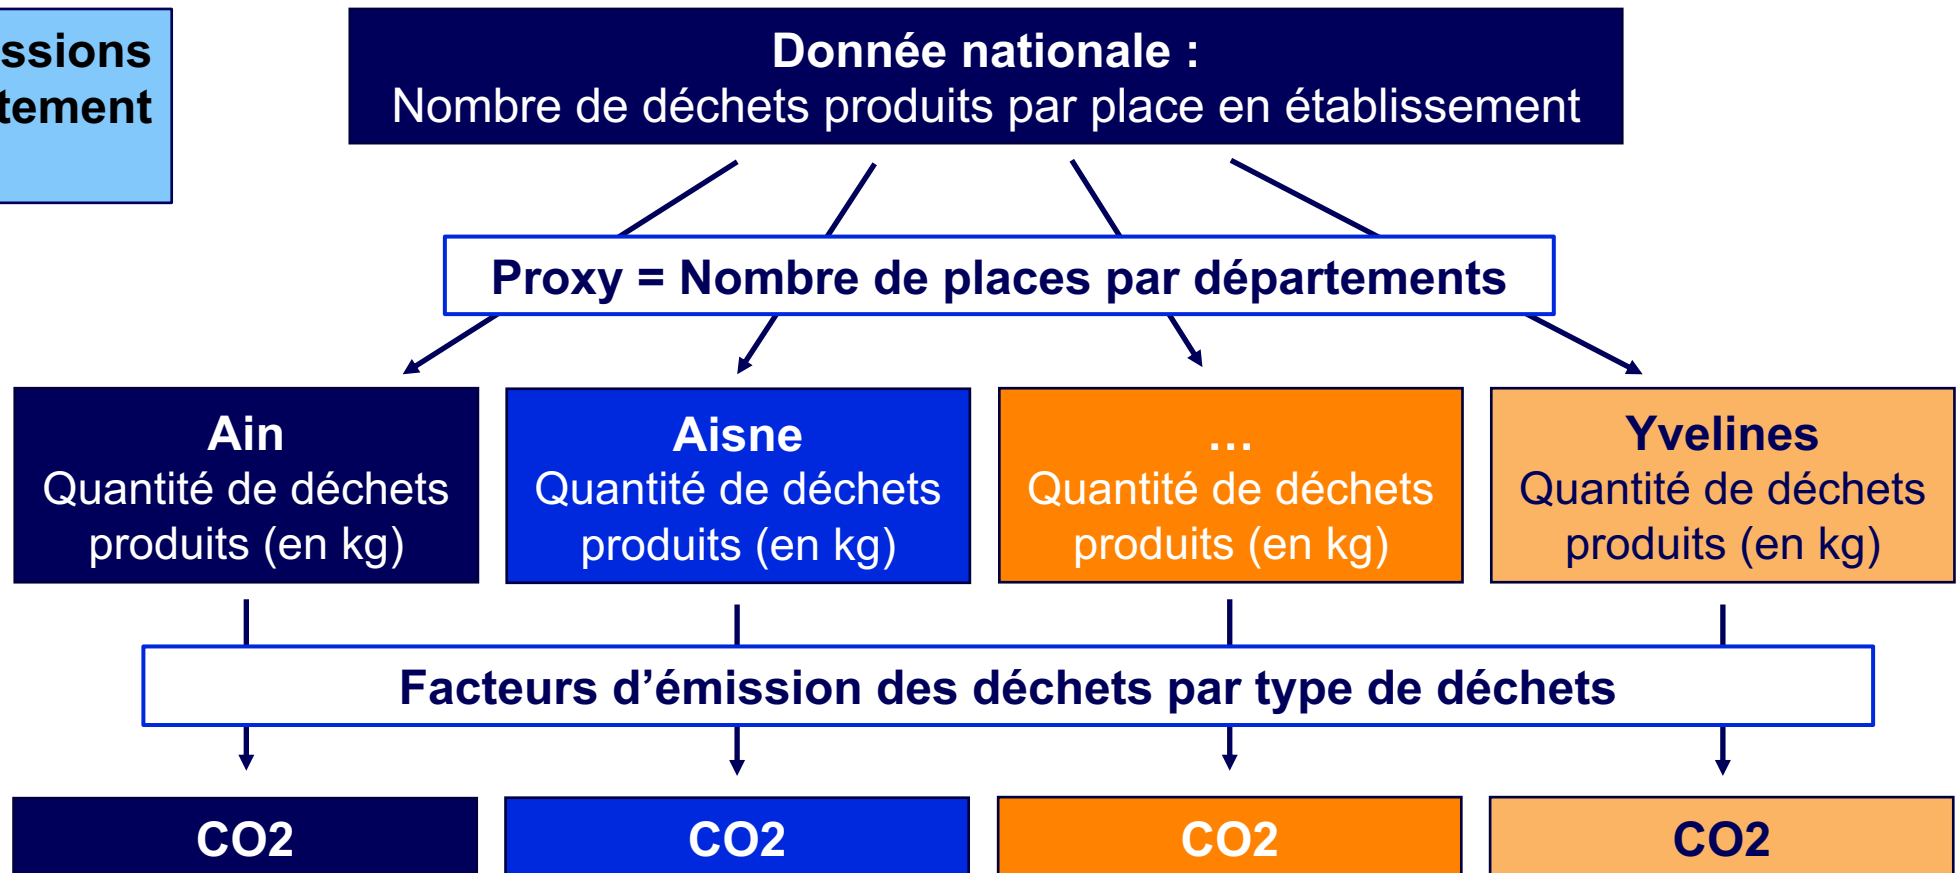 ssions
tement
Donnée nationale :
Nombre de déchets produits par place en établissement
Proxy = Nombre de places par départements
Ain
Quantité de déchets
produits (en kg)
Aisne
Quantité de déchets
produits (en kg)
...
Quantité de déchets
produits (en kg)
Yvelines
Quantité de déchets
produits (en kg)
Facteurs d’émission des déchets par type de déchets
CO2
CO2
CO2
CO2